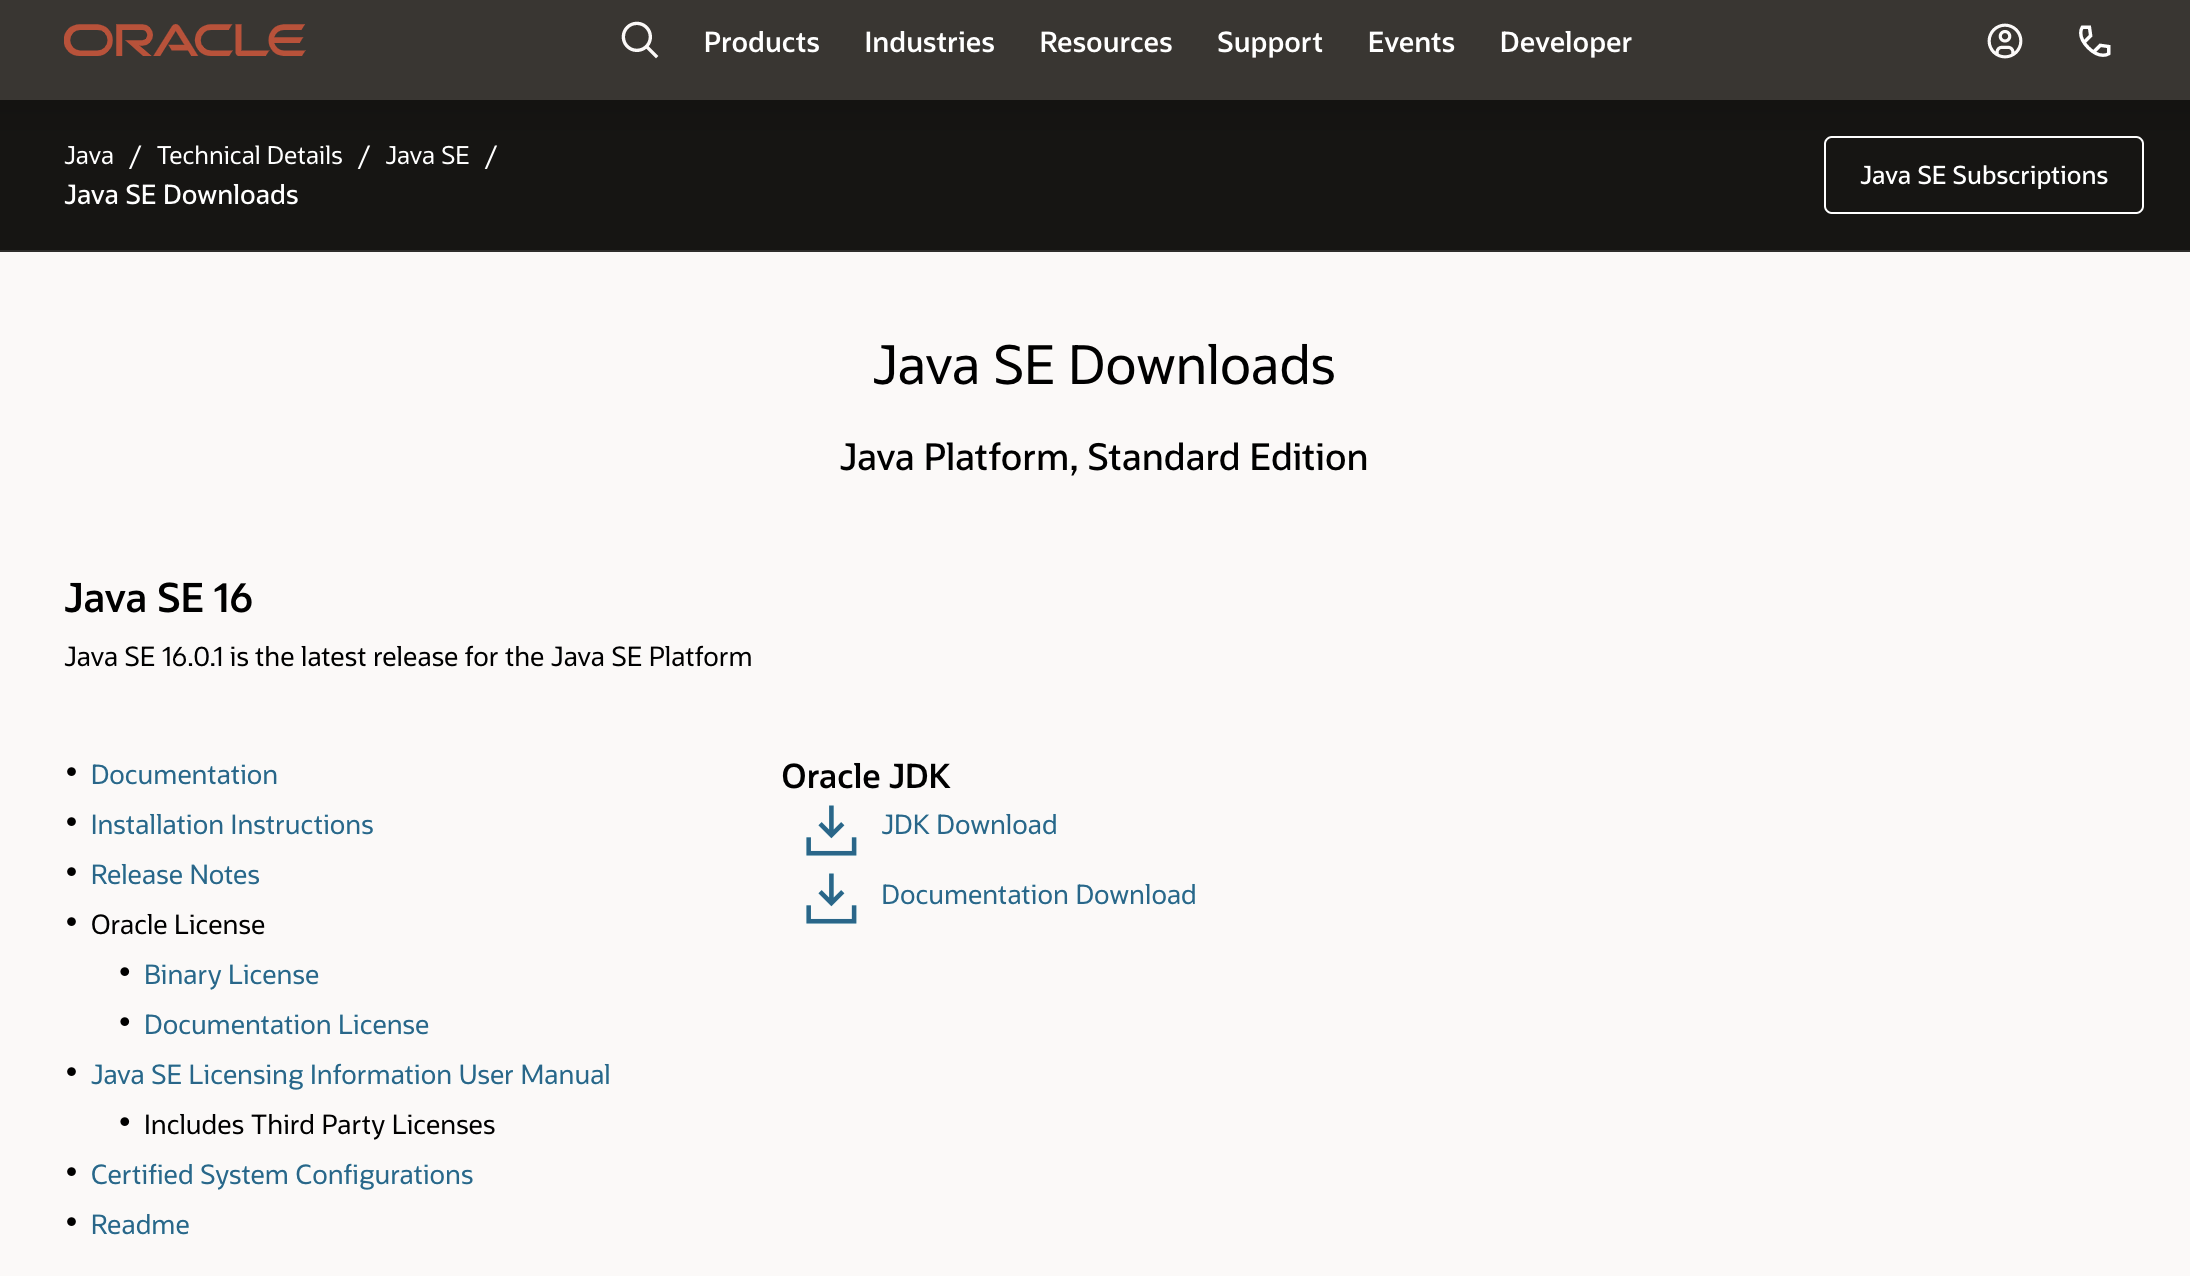 ORACLE
Products Industries Resources Support Events Developer
Java / Technical Details / Java SE /
Java SE Downloads
Java SE Subscriptions
Java SE Downloads
Java Platform, Standard Edition
Java SE 16
Java SE 16.0.1 is the latest release for the Java SE Platform
• Documentation
• Installation Instructions
• Release Notes
• Oracle License
• Binary License
• Documentation License
• Java SE Licensing Information User Manual
• Includes Third Party Licenses
• Certified System Configurations
• Readme
Oracle JDK
JDK Download
Documentation Download